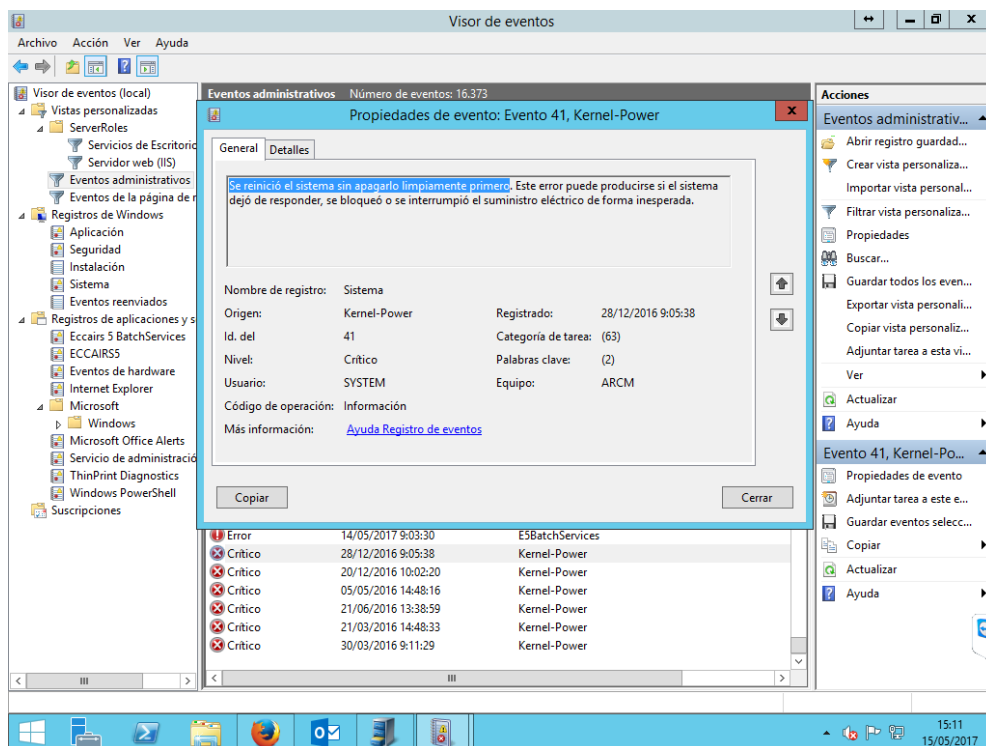 Visor de eventos
Archivo Acción Ver Ayuda
Visor de eventos (local)
Vistas personalizadas
ServerRoles
Servicios de Escritorio
Servidor web (IIS)
Eventos administrativos
Eventos de la página de r
Registros de Windows
Aplicación
Seguridad
Instalación
Sistema
Eventos reenviados
Registros de aplicaciones y s
Eccairs 5 BatchServices
ECCAIRS5
Eventos de hardware
Internet Explorer
Microsoft
Windows
Microsoft Office Alerts
Servicio de administració
ThinPrint Diagnostics
Windows PowerShell
Suscripciones
Eventos administrativos Número de eventos: 16.373
Propiedades de evento: Evento 41, Kernel-Power
General Detalles
Se reinició el sistema sin apagarlo limpiamente primero. Este error puede producirse si el sistema
dejó de responder, se bloqueó o se interrumpió el suministro eléctrico de forma inesperada.
Nombre de registro: Sistema
Origen: Kernel-Power Registrado: 28/12/2016 9:05:38
Id. del 41 Categoría de tarea: (63)
Nivel: Crítico Palabras clave: (2)
Usuario: SYSTEM Equipo: ARCM
Código de operación: Información
Más información: Ayuda Registro de eventos
Copiar Cerrar
Error 14/05/2017 9:03:30 E5BatchServices
Crítico 28/12/2016 9:05:38 Kernel-Power
Crítico 20/12/2016 10:02:20 Kernel-Power
Crítico 05/05/2016 14:48:16 Kernel-Power
Crítico 21/06/2016 13:38:59 Kernel-Power
Crítico 21/03/2016 14:48:33 Kernel-Power
Crítico 30/03/2016 9:11:29 Kernel-Power
Acciones
Eventos administrativ...
Abrir registro guardad...
Crear vista personaliza...
Importar vista personal...
Filtrar vista personaliza...
Propiedades
Buscar...
Guardar todos los even...
Exportar vista personali...
Copiar vista personaliz...
Adjuntar tarea a esta vi...
Ver
Actualizar
Ayuda
Evento 41, Kernel-Po...
Propiedades de evento
Adjuntar tarea a este e...
Guardar eventos selecc...
Copiar
Actualizar
Ayuda
15:11
15/05/2017